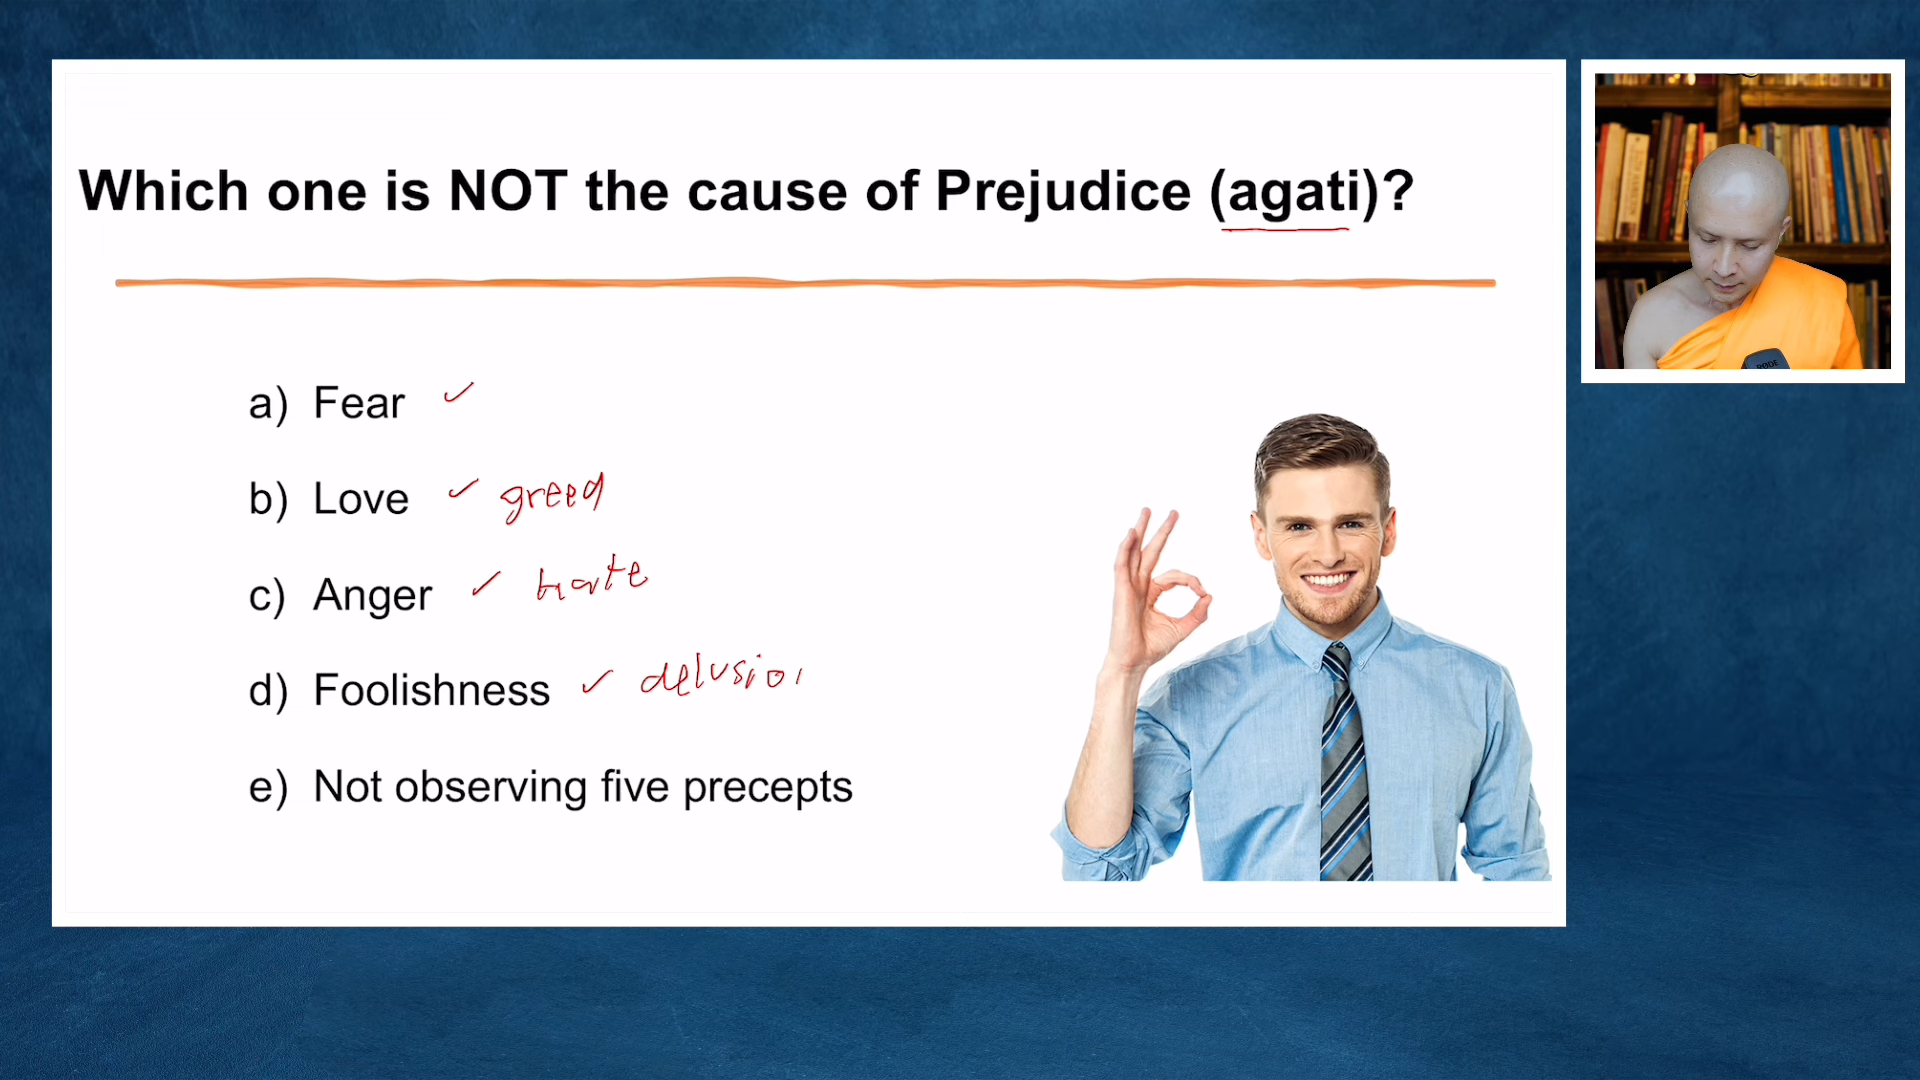 Which one is NOT the cause of Prejudice (agati)?
a) Fear ✓
b) Love ✓ greed
c) Anger ✓ hate
d) Foolishness ✓ delusion
e) Not observing five precepts
RØDE